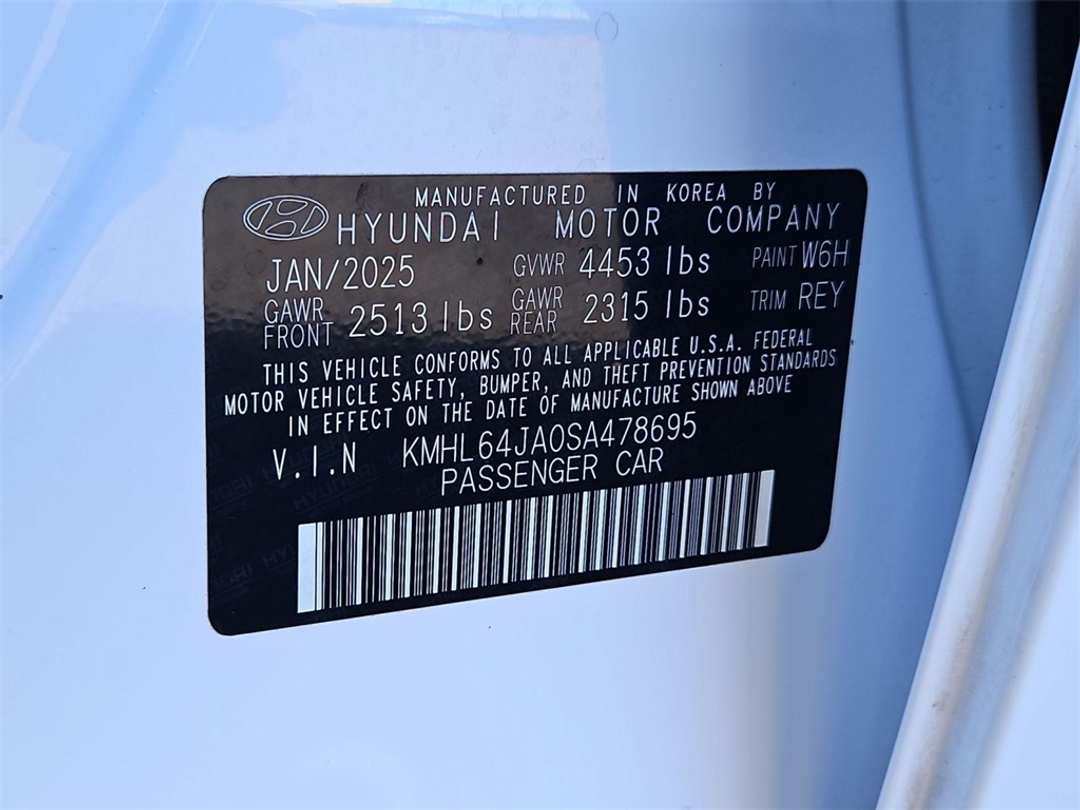 MANUFACTURED IN KOREA BY
HYUNDAI MOTOR COMPANY
JAN/2025 GVWR 4453 lbs PAINT W6H
GAWR FRONT 2513 lbs GAWR REAR 2315 lbs TRIM REY
THIS VEHICLE CONFORMS TO ALL APPLICABLE U.S.A. FEDERAL
MOTOR VEHICLE SAFETY, BUMPER, AND THEFT PREVENTION STANDARDS
IN EFFECT ON THE DATE OF MANUFACTURE SHOWN ABOVE
V.I.N KMHL64JA0SA478695
PASSENGER CAR